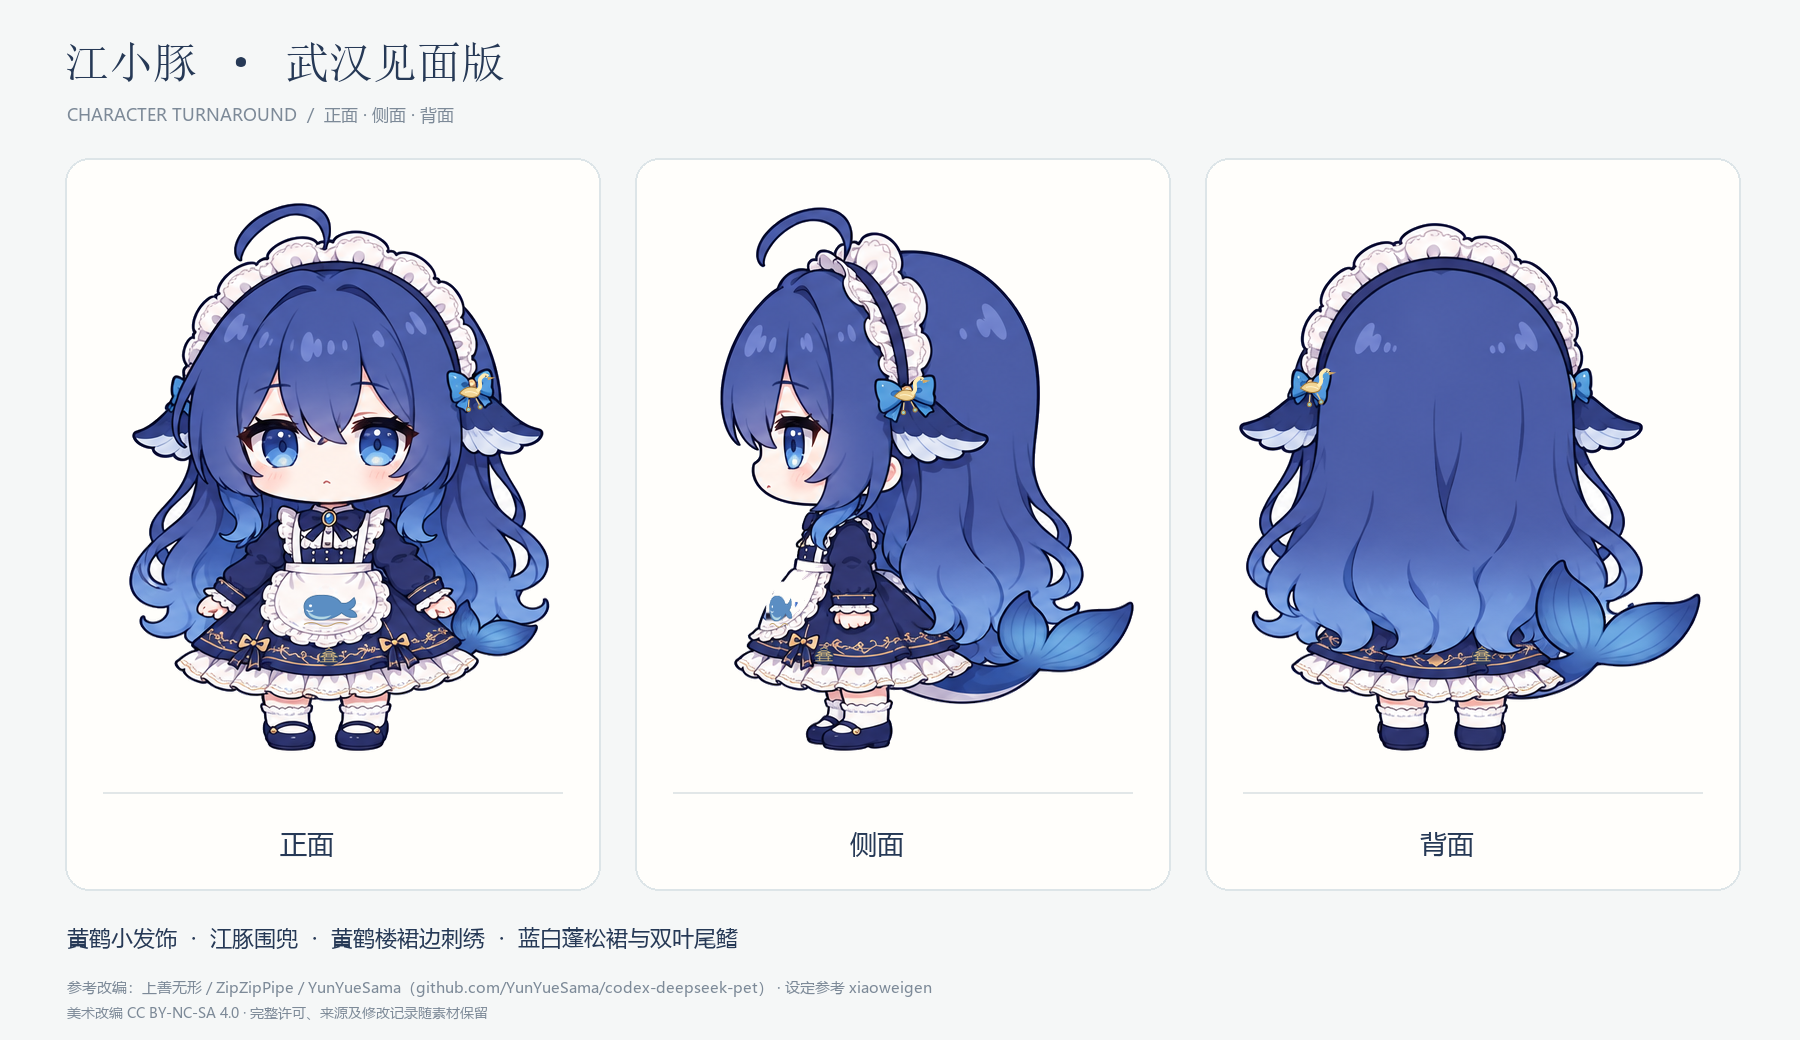 江小豚 • 武汉见面版
CHARACTER TURNAROUND / 正面 · 侧面 · 背面
正面
侧面
背面
黄鹤小发饰 · 江豚围兜 · 黄鹤楼裙边刺绣 · 蓝白蓬松裙与双叶尾鳍
参考改编：上善无形 / ZipZipPipe / YunYueSama（github.com/YunYueSama/codex-deepseek-pet） · 设定参考 xiaoweigen
美术改编 CC BY-NC-SA 4.0 · 完整许可、来源及修改记录随素材保留